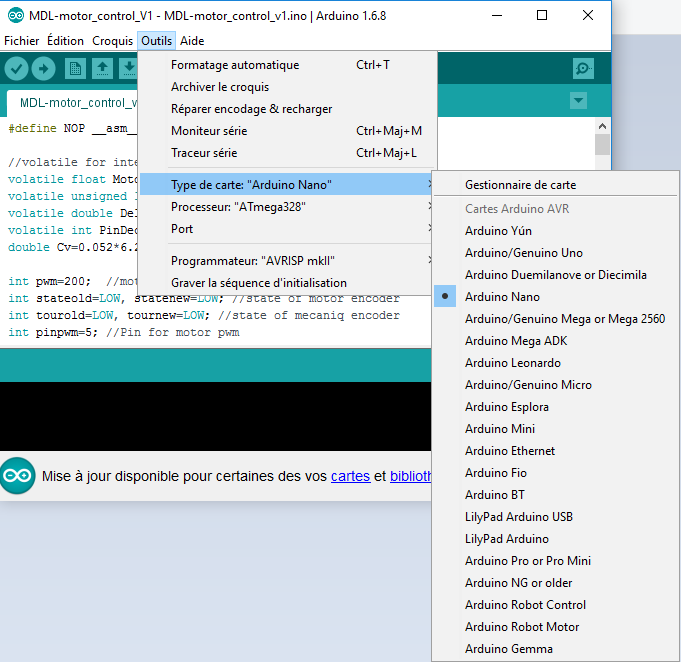 MDL-motor_control_V1 - MDL-motor_control_v1.ino | Arduino 1.6.8
Fichier Édition Croquis Outils Aide
MDL-motor_control_v
Formatage automatique Ctrl+T
Archiver le croquis
Réparer encodage & recharger
Moniteur série Ctrl+Maj+M
Traceur série Ctrl+Maj+L
Type de carte: "Arduino Nano"
Processeur: "ATmega328"
Port
Programmateur: "AVRISP mkII"
Graver la séquence d'initialisation
Gestionnaire de carte
Cartes Arduino AVR
Arduino Yún
Arduino/Genuino Uno
Arduino Duemilanove or Diecimila
Arduino Nano
Arduino/Genuino Mega or Mega 2560
Arduino Mega ADK
Arduino Leonardo
Arduino/Genuino Micro
Arduino Esplora
Arduino Mini
Arduino Ethernet
Arduino Fio
Arduino BT
LilyPad Arduino USB
LilyPad Arduino
Arduino Pro or Pro Mini
Arduino NG or older
Arduino Robot Control
Arduino Robot Motor
Arduino Gemma
#define NOP __asm__
//volatile for inte
volatile float Moto
volatile unsigned l
volatile double Del
volatile int PinDec
double Cv=0.052*6.2
int pwm=200; //mot
int stateold=LOW, statenew=LOW; //state of motor encoder
int tourold=LOW, tournew=LOW; //state of mecaniq encoder
int pinpwm=5; //Pin for motor pwm
Mise à jour disponible pour certaines des vos cartes et biblioth